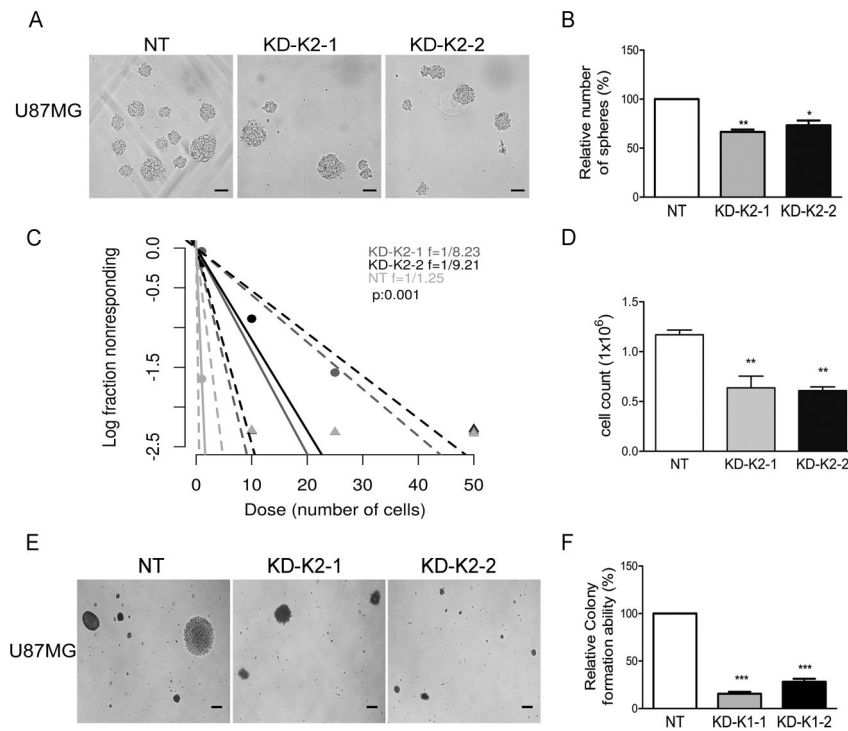 A
NT
KD-K2-1
KD-K2-2
U87MG
B
Relative number
of spheres (%)
150
100
50
0
**
*
NT
KD-K2-1
KD-K2-2
C
Log fraction nonresponding
0.0
-0.5
-1.5
-2.5
KD-K2-1 f=1/8.23
KD-K2-2 f=1/9.21
NT f=1/1.25
p:0.001
0
10
20
30
40
50
Dose (number of cells)
D
cell count (1x10⁶)
1.5
1.0
0.5
0.0
**
**
NT
KD-K2-1
KD-K2-2
E
NT
KD-K2-1
KD-K2-2
U87MG
F
Relative Colony
formation ability (%)
150
100
50
0
***
***
NT
KD-K1-1
KD-K1-2